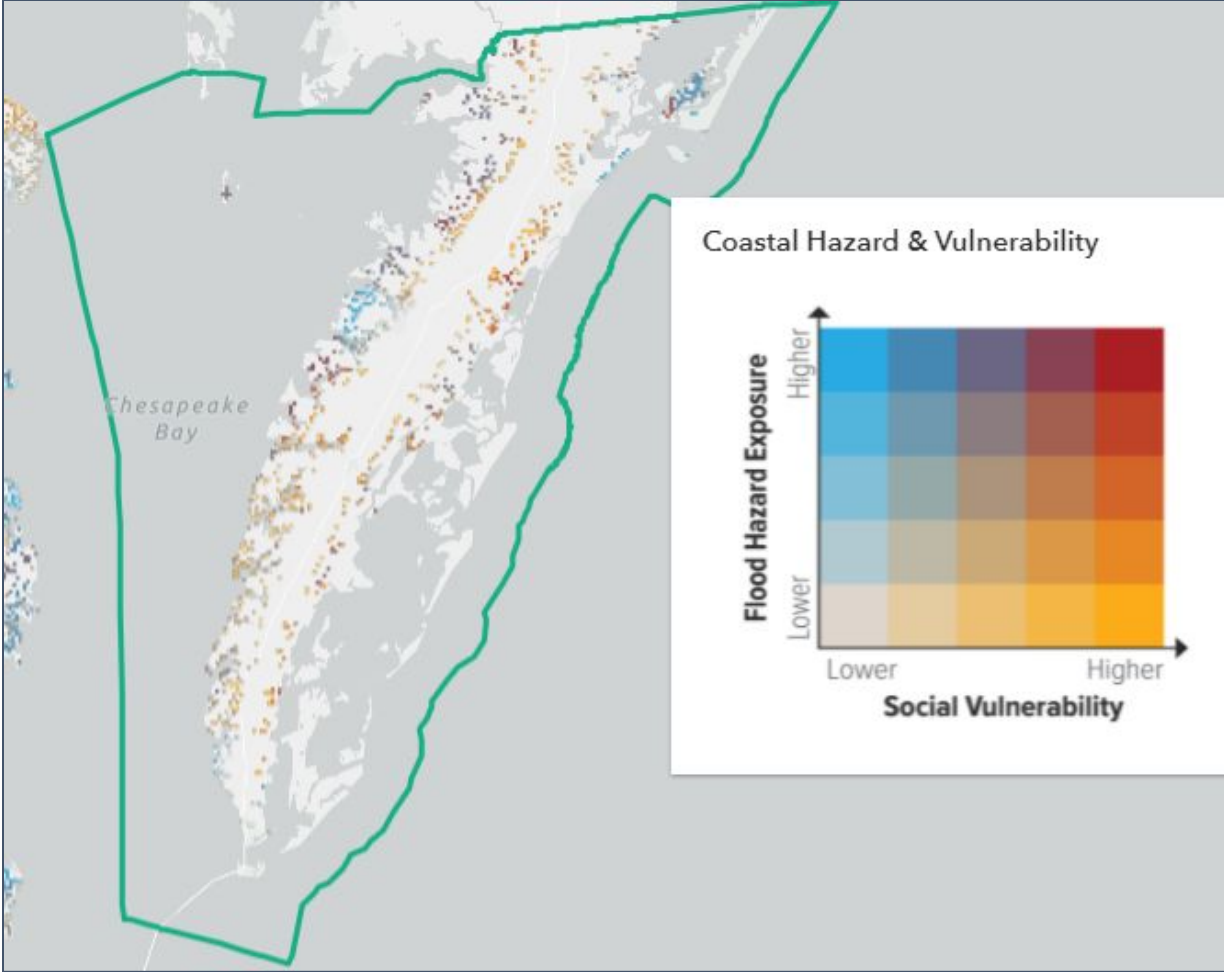 Chesapeake
Bay
Coastal Hazard & Vulnerability
Flood Hazard Exposure
Higher
Lower
Lower
Higher
Social Vulnerability